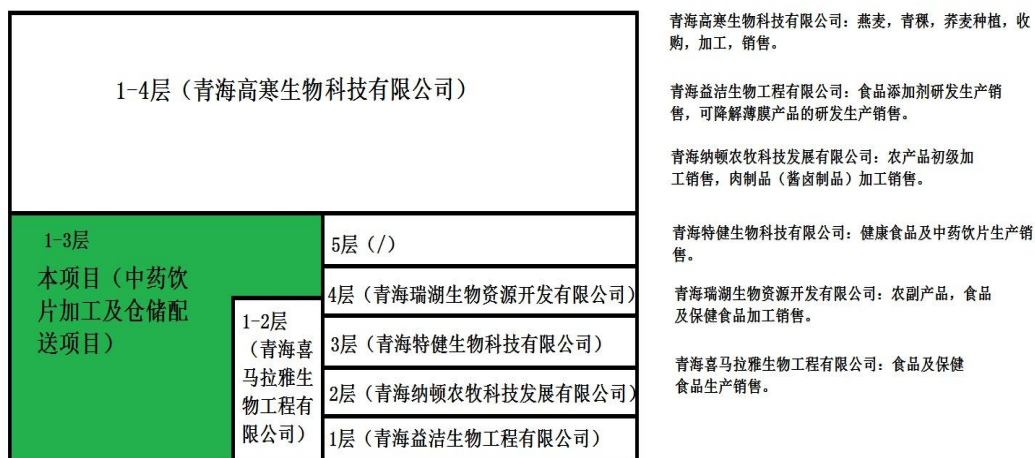 1-4层（青海高寒生物科技有限公司）
1-3层
本项目（中药饮
片加工及仓储配
送项目）
1-2层
（青海喜
马拉雅生
物工程有
限公司）
5层（/）
4层（青海瑞湖生物资源开发有限公司）
3层（青海特健生物科技有限公司）
2层（青海纳顿农牧科技发展有限公司）
1层（青海益洁生物工程有限公司）
青海高寒生物科技有限公司：燕麦，青稞，荞麦种植，收
购，加工，销售。
青海益洁生物工程有限公司：食品添加剂研发生产销
售，可降解薄膜产品的研发生产销售。
青海纳顿农牧科技发展有限公司：农产品初级加
工销售，肉制品（酱卤制品）加工销售。
青海特健生物科技有限公司：健康食品及中药饮片生产销
售。
青海瑞湖生物资源开发有限公司：农副产品，食品
及保健食品加工销售。
青海喜马拉雅生物工程有限公司：食品及保健
食品生产销售。